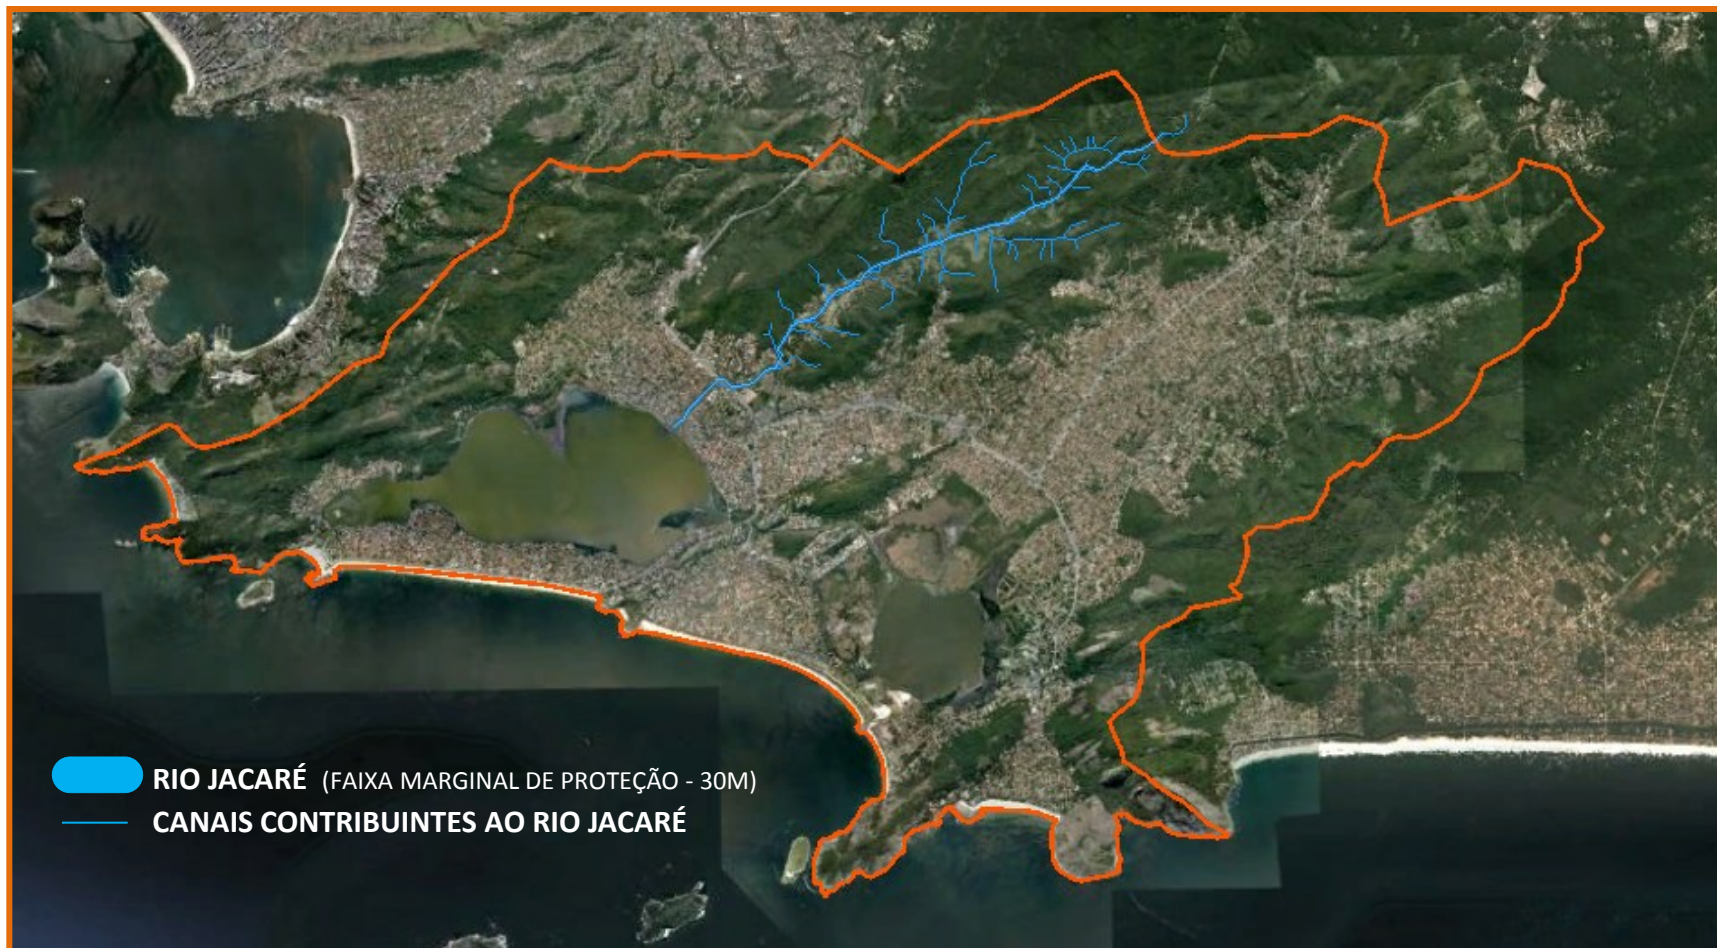 RIO JACARÉ (FAIXA MARGINAL DE PROTEÇÃO - 30M)
CANAIS CONTRIBUINTES AO RIO JACARÉ